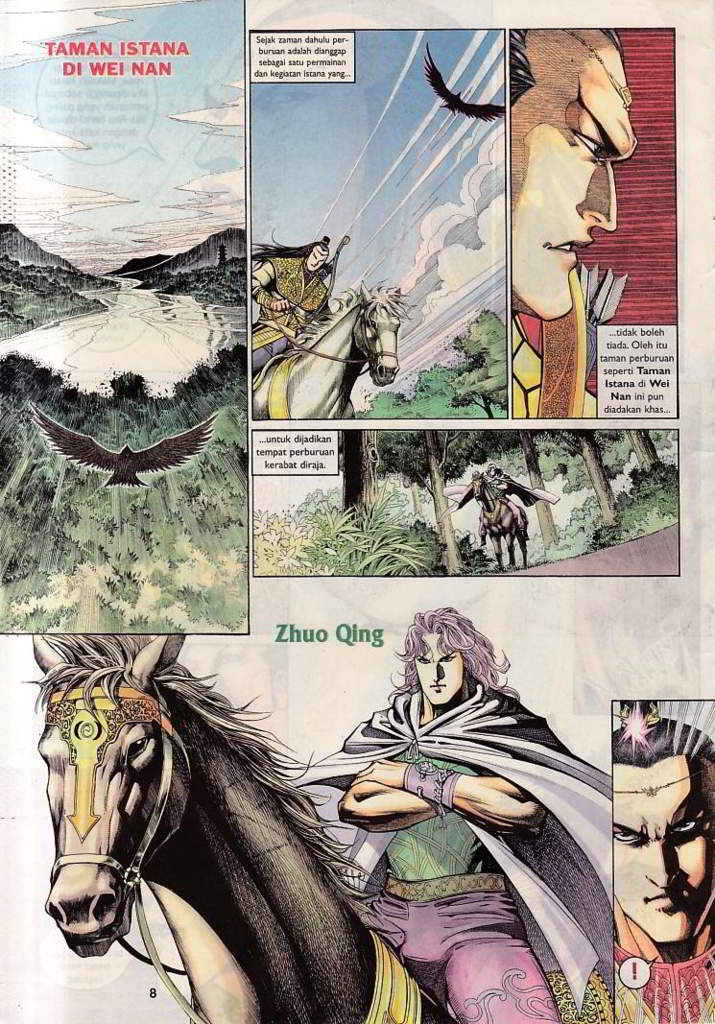 TAMAN ISTANA
DI WEI NAN
Sejak zaman dahulu per-
buruan adalah dianggap
sebagai satu permainan
dan kegiatan istana yang...
...tidak boleh
tiada. Oleh itu
taman perburuan
seperti Taman
Istana di Wei
Nan ini pun
diadakan khas...
...untuk dijadikan
tempat perburuan
kerabat diraja.
Zhuo Qing
!
8